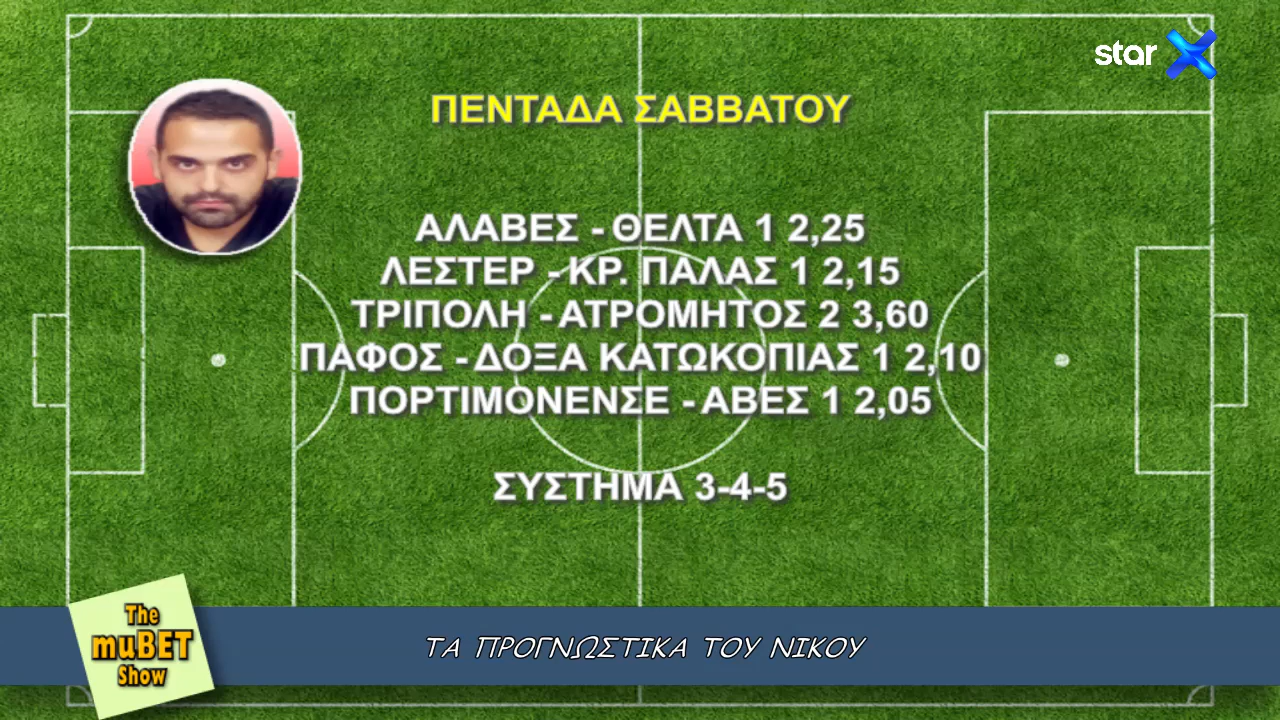 star X
ΠΕΝΤΑΔΑ ΣΑΒΒΑΤΟΥ
ΑΛΑΒΕΣ - ΘΕΛΤΑ 1 2,25
ΛΕΣΤΕΡ - ΚΡ. ΠΑΛΑΣ 1 2,15
ΤΡΙΠΟΛΗ - ΑΤΡΟΜΗΤΟΣ 2 3,60
ΠΑΦΟΣ - ΔΟΞΑ ΚΑΤΩΚΟΠΙΑΣ 1 2,10
ΠΟΡΤΙΜΟΝΕΝΣΕ - ΑΒΕΣ 1 2,05
ΣΥΣΤΗΜΑ 3-4-5
The
muBET
Show
ΤΑ ΠΡΟΓΝΩΣΤΙΚΑ ΤΟΥ ΝΙΚΟΥ